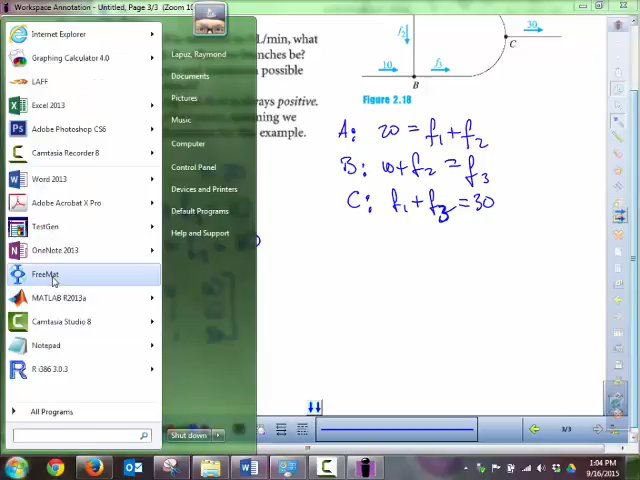 Workspace Annotation
Page 3/3 (Zoom 10
Internet Explorer
Graphing Calculator 4.0
LAFF
Excel 2013
Adobe Photoshop CS6
Camtasia Recorder 8
Word 2013
Adobe Acrobat X Pro
TestGen
OneNote 2013
FreeMat
MATLAB R2013a
Camtasia Studio 8
Notepad
R i386 3.0.3
All Programs
Lapuz, Raymond
Documents
Pictures
Music
Computer
Control Panel
Devices and Printers
Default Programs
Help and Support
Shut down
L/min, what
nches be?
possible
always positive.
ning we
his example.
f₂
30
C
10
f₃
B
Figure 2.18
A: 20 = f₁ + f₂
B: 10 + f₂ = f₃
C: f₁ + f₃ = 30
3/3
1:04 PM
9/16/2015